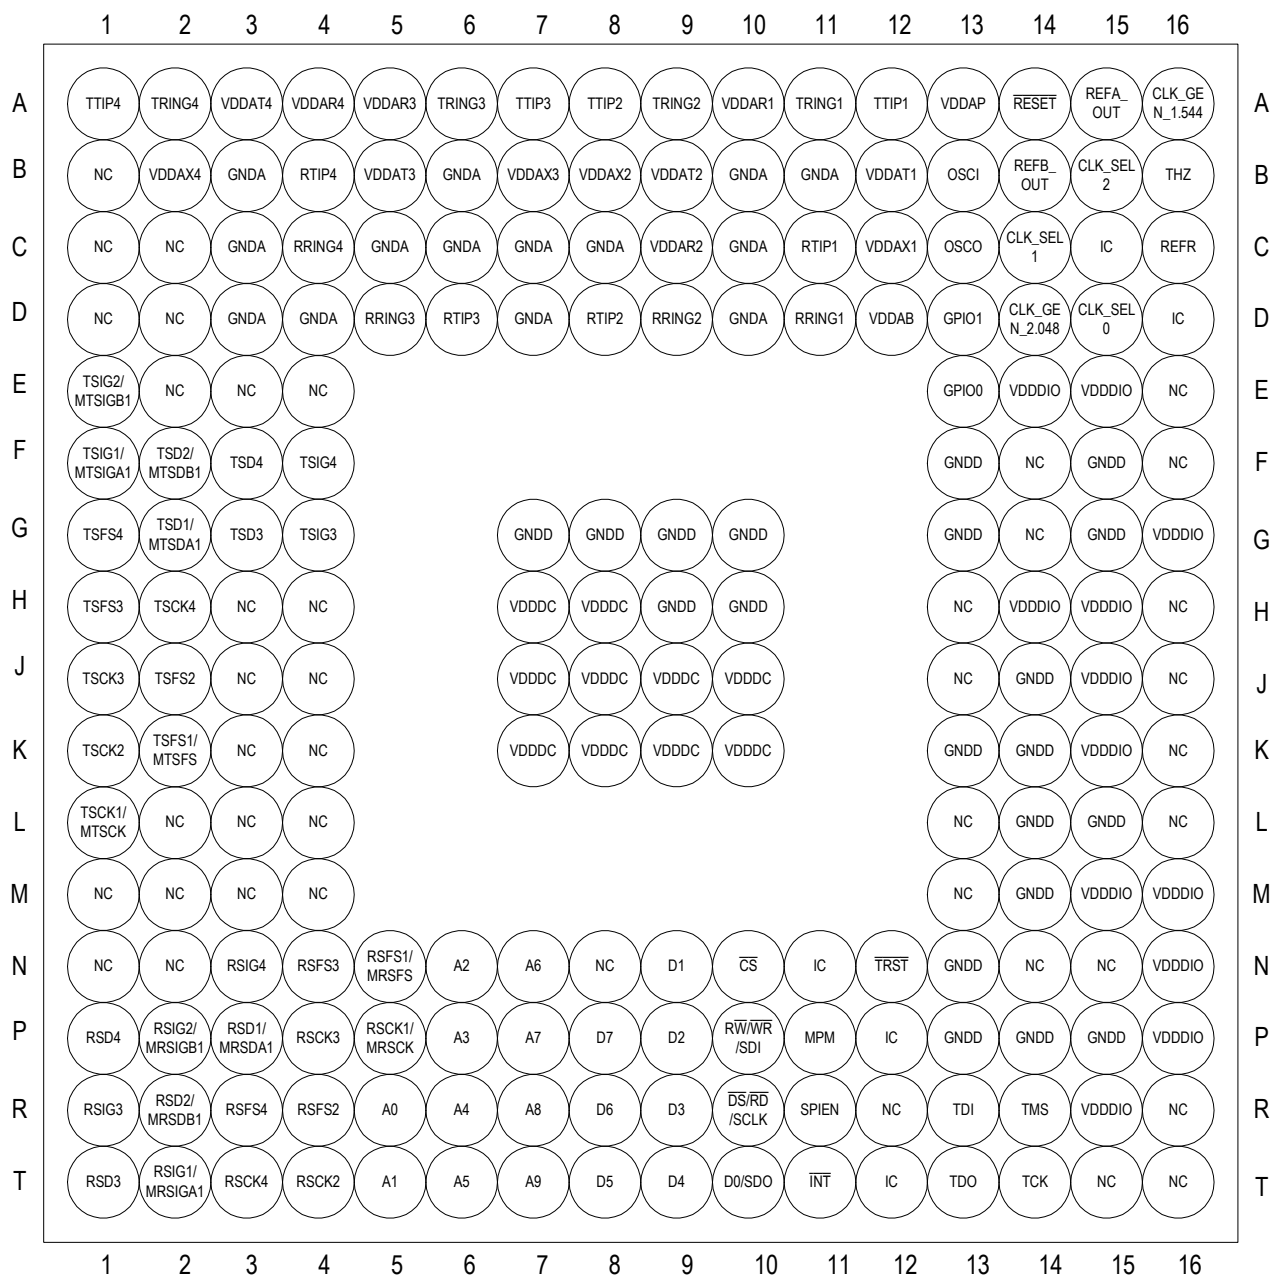 1 2 3 4 5 6 7 8 9 10 11 12 13 14 15 16
A TTIP4 TRING4 VDDAT4 VDDAR4 VDDAR3 TRING3 TTIP3 TTIP2 TRING2 VDDAR1 TRING1 TTIP1 VDDAP RESET REFA_ OUT CLK_GE N_1.544 A
B NC VDDAX4 GNDA RTIP4 VDDAT3 GNDA VDDAX3 VDDAX2 VDDAT2 GNDA GNDA VDDAT1 OSCI REFB_ OUT CLK_SEL 2 THZ B
C NC NC GNDA RRING4 GNDA GNDA GNDA GNDA VDDAR2 GNDA RTIP1 VDDAX1 OSCO CLK_SEL 1 IC REFR C
D NC NC GNDA GNDA RRING3 RTIP3 GNDA RTIP2 RRING2 GNDA RRING1 VDDAB GPIO1 CLK_GE N_2.048 CLK_SEL 0 IC D
E TSIG2/ MTSIGB1 NC NC NC GPIO0 VDDDIO VDDDIO NC E
F TSIG1/ MTSIGA1 TSD2/ MTSDB1 TSD4 TSIG4 GNDD NC GNDD NC F
G TSFS4 TSD1/ MTSDA1 TSD3 TSIG3 GNDD GNDD GNDD GNDD GNDD NC GNDD VDDDIO G
H TSFS3 TSCK4 NC NC VDDDC VDDDC GNDD GNDD NC VDDDIO VDDDIO NC H
J TSCK3 TSFS2 NC NC VDDDC VDDDC VDDDC VDDDC NC GNDD VDDDIO NC J
K TSCK2 TSFS1/ MTSFS NC NC VDDDC VDDDC VDDDC VDDDC GNDD GNDD VDDDIO NC K
L TSCK1/ MTSCK NC NC NC NC GNDD GNDD NC L
M NC NC NC NC NC GNDD VDDDIO VDDDIO M
N NC NC RSIG4 RSFS3 RSFS1/ MRSFS A2 A6 NC D1 CS IC TRST GNDD NC NC VDDDIO N
P RSD4 RSIG2/ MRSIGB1 RSD1/ MRSDA1 RSCK3 RSCK1/ MRSCK A3 A7 D7 D2 RW/WR /SDI MPM IC GNDD GNDD GNDD VDDDIO P
R RSIG3 RSD2/ MRSDB1 RSFS4 RSFS2 A0 A4 A8 D6 D3 DS/RD /SCLK SPIEN NC TDI TMS VDDDIO NC R
T RSD3 RSIG1/ MRSIGA1 RSCK4 RSCK2 A1 A5 A9 D5 D4 D0/SDO INT IC TDO TCK NC NC T
1 2 3 4 5 6 7 8 9 10 11 12 13 14 15 16